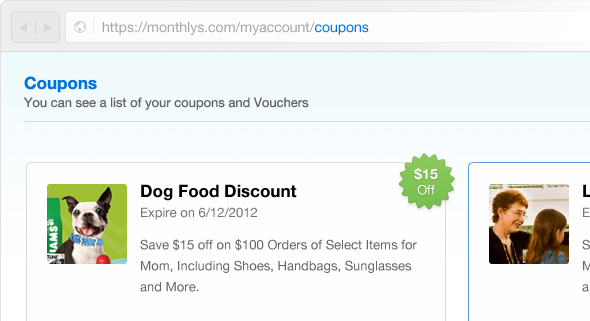 https://monthlys.com/myaccount/coupons
Coupons
You can see a list of your coupons and Vouchers
$15
Off
Dog Food Discount
Expire on 6/12/2012
Save $15 off on $100 Orders of Select Items for
Mom, Including Shoes, Handbags, Sunglasses
and More.
IAMS
L
E
S
M
a